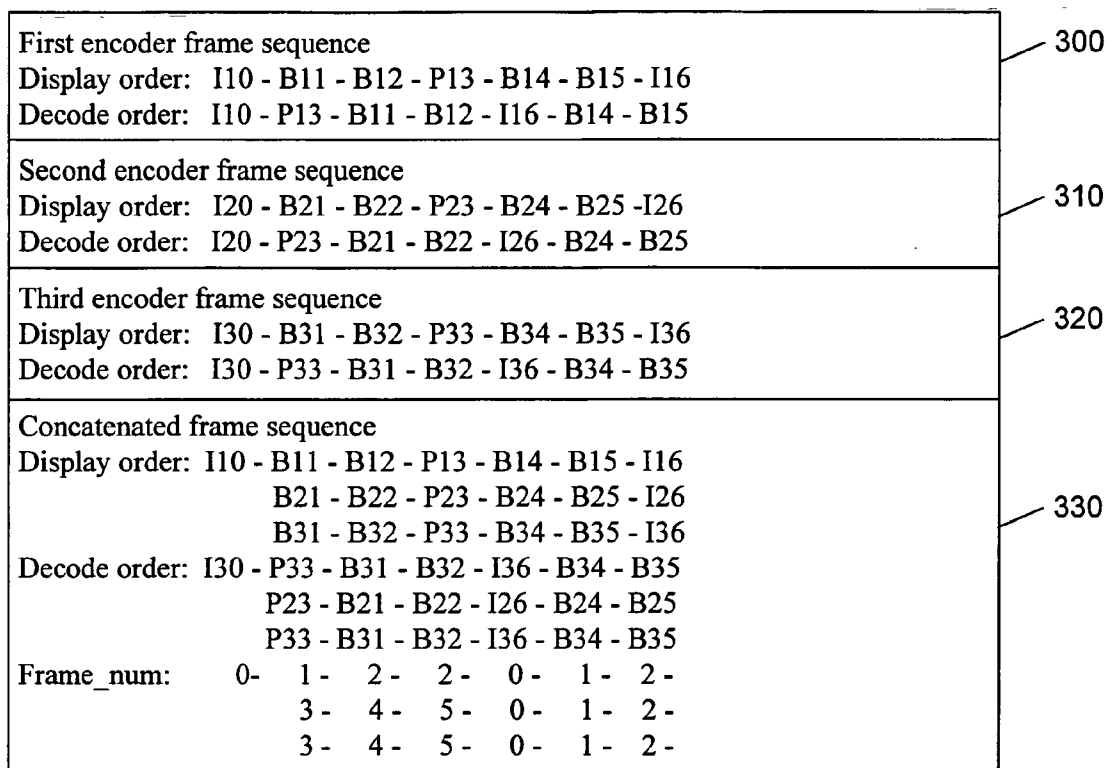 First encoder frame sequence
Display order: I10 - B11 - B12 - P13 - B14 - B15 - I16
Decode order: I10 - P13 - B11 - B12 - I16 - B14 - B15
300
Second encoder frame sequence
Display order: I20 - B21 - B22 - P23 - B24 - B25 -I26
Decode order: I20 - P23 - B21 - B22 - I26 - B24 - B25
310
Third encoder frame sequence
Display order: I30 - B31 - B32 - P33 - B34 - B35 - I36
Decode order: I30 - P33 - B31 - B32 - I36 - B34 - B35
320
Concatenated frame sequence
Display order: I10 - B11 - B12 - P13 - B14 - B15 - I16
B21 - B22 - P23 - B24 - B25 - I26
B31 - B32 - P33 - B34 - B35 - I36
Decode order: I30 - P33 - B31 - B32 - I36 - B34 - B35
P23 - B21 - B22 - I26 - B24 - B25
P33 - B31 - B32 - I36 - B34 - B35
Frame_num: 0- 1 - 2 - 2 - 0 - 1 - 2 -
3 - 4 - 5 - 0 - 1 - 2 -
3 - 4 - 5 - 0 - 1 - 2 -
330